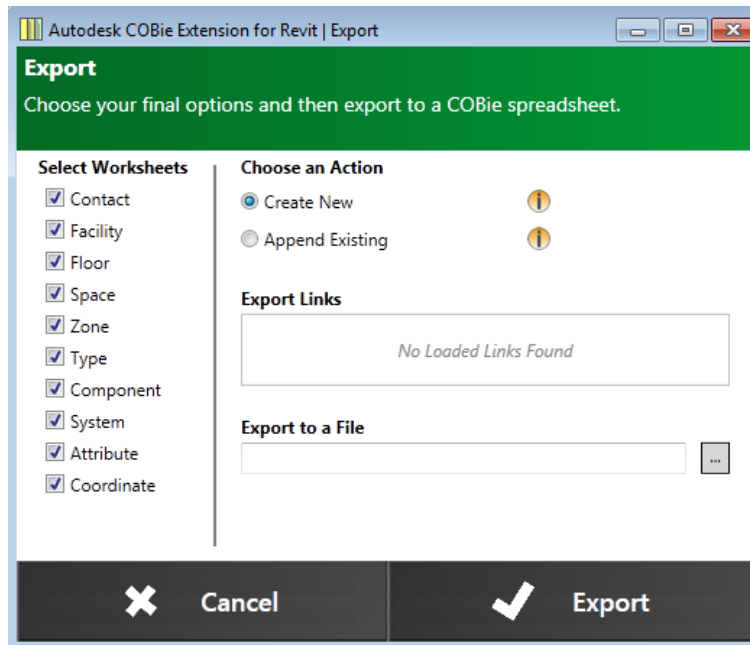 Autodesk COBie Extension for Revit | Export
Export
Choose your final options and then export to a COBie spreadsheet.
Select Worksheets
Contact
Facility
Floor
Space
Zone
Type
Component
System
Attribute
Coordinate
Choose an Action
Create New
Append Existing
Export Links
No Loaded Links Found
Export to a File
...
Cancel
Export